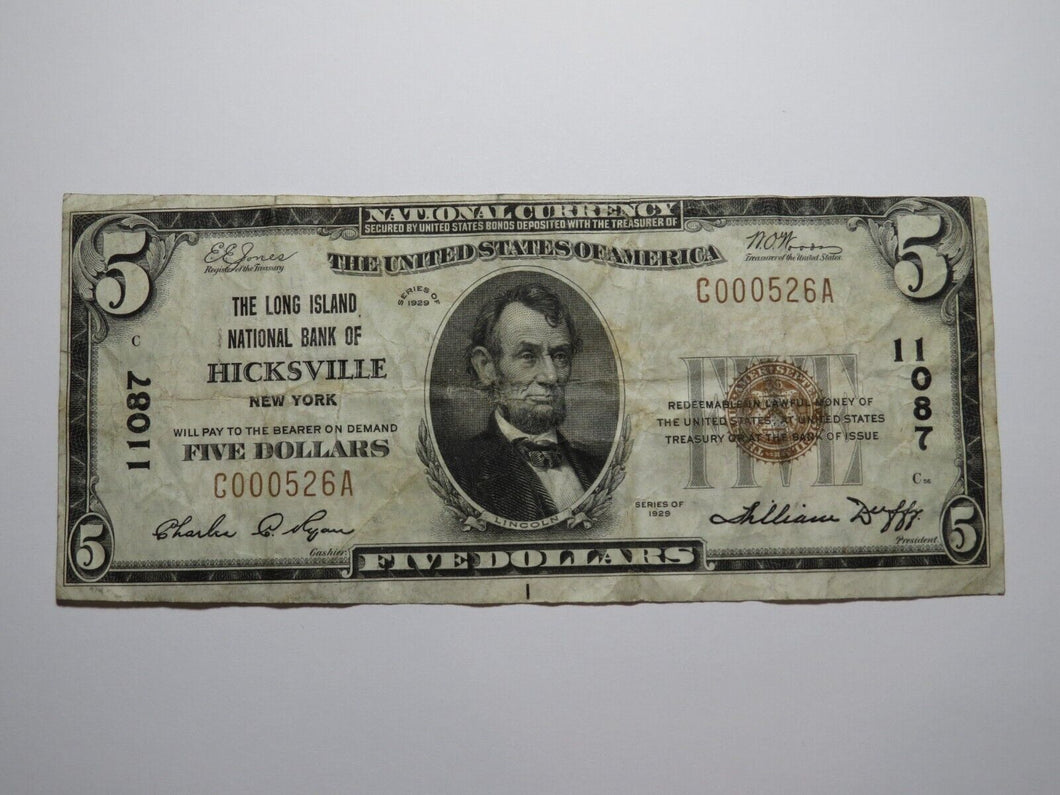 NATIONAL CURRENCY
SECURED BY UNITED STATES BONDS DEPOSITED WITH THE TREASURER OF
THE UNITED STATES OF AMERICA
5
5
E E Jones
Register of the Treasury
W. O. Woods
Treasurer of the United States.
SERIES OF
1929
C000526A
THE LONG ISLAND
NATIONAL BANK OF
HICKSVILLE
NEW YORK
C
11087
11087
WILL PAY TO THE BEARER ON DEMAND
FIVE DOLLARS
C000526A
FIVE
REDEEMABLE IN LAWFUL MONEY OF
THE UNITED STATES AT UNITED STATES
TREASURY OR AT THE BANK OF ISSUE
C56
SERIES OF
1929
LINCOLN
Cashier
President
5
5
FIVE DOLLARS